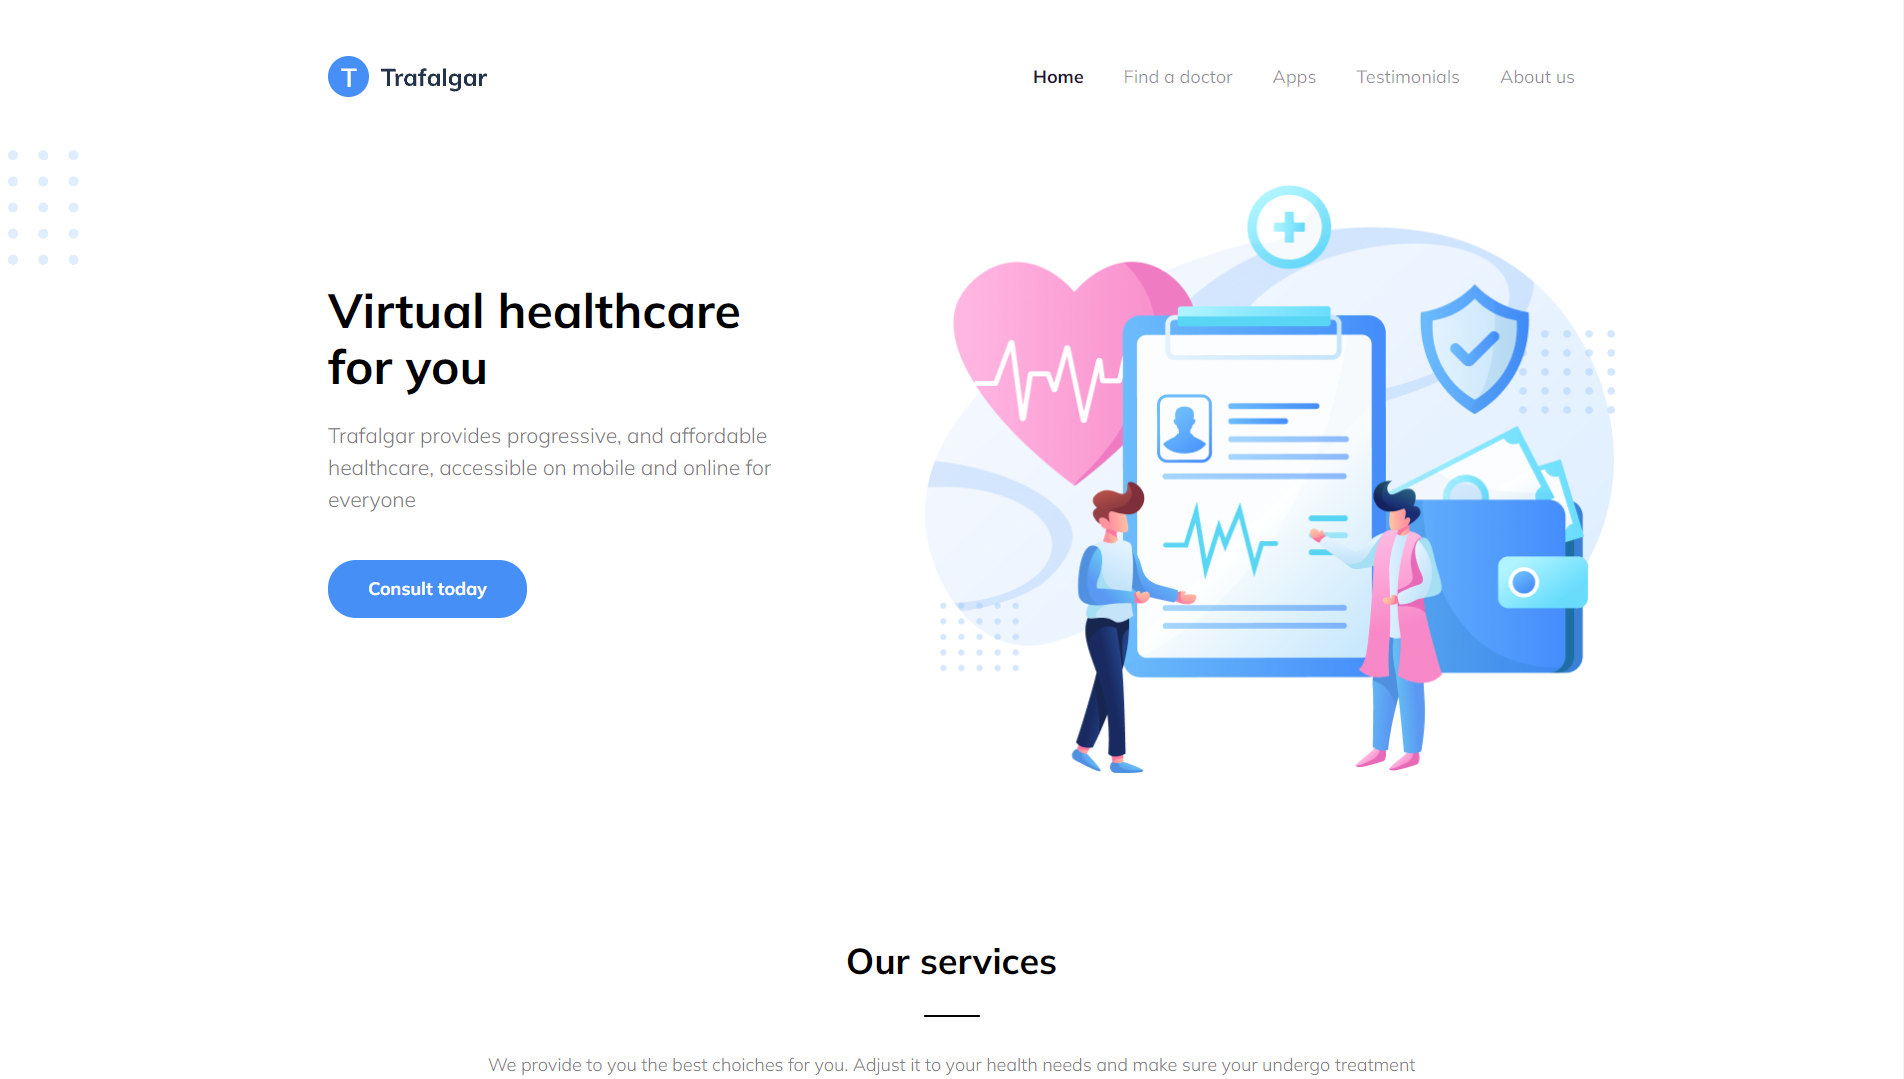 T Trafalgar
Home Find a doctor Apps Testimonials About us
Virtual healthcare
for you
Trafalgar provides progressive, and affordable
healthcare, accessible on mobile and online for
everyone
Consult today
Our services
We provide to you the best choiches for you. Adjust it to your health needs and make sure your undergo treatment